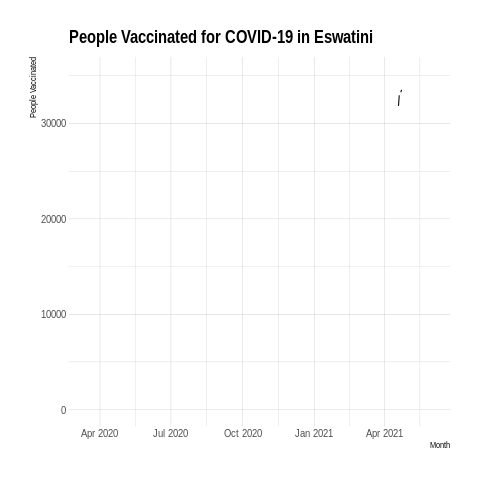 People Vaccinated for COVID-19 in Eswatini
People Vaccinated
30000
20000
10000
0
Apr 2020
Jul 2020
Oct 2020
Jan 2021
Apr 2021
Month